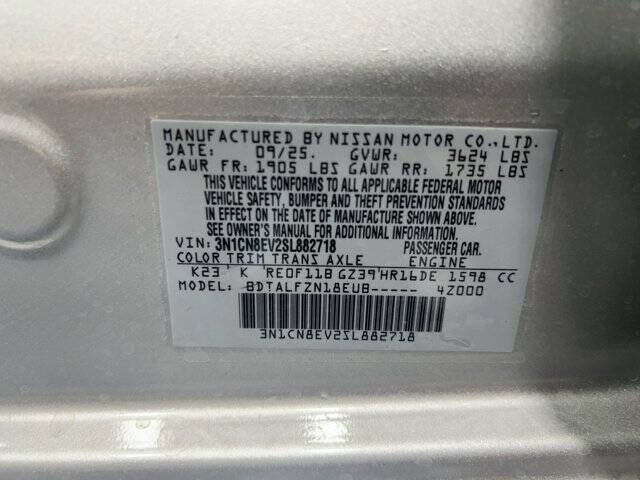 MANUFACTURED BY NISSAN MOTOR CO.,LTD.
DATE: 09/25. GVWR: 3624 LBS
GAWR FR: 1905 LBS GAWR RR: 1735 LBS
THIS VEHICLE CONFORMS TO ALL APPLICABLE FEDERAL MOTOR
VEHICLE SAFETY, BUMPER AND THEFT PREVENTION STANDARDS
IN EFFECT ON THE DATE OF MANUFACTURE SHOWN ABOVE.
SEE OWNER'S MANUAL FOR ADDITIONAL INFORMATION.
VIN: 3N1CN8EV2SL882718 PASSENGER CAR.
COLOR TRIM TRANS AXLE ENGINE
K23 K RE0F11B GZ39 HR16DE 1598 CC
MODEL: BDTALFZN18EUB----- 4Z000
3N1CN8EV2SL882718